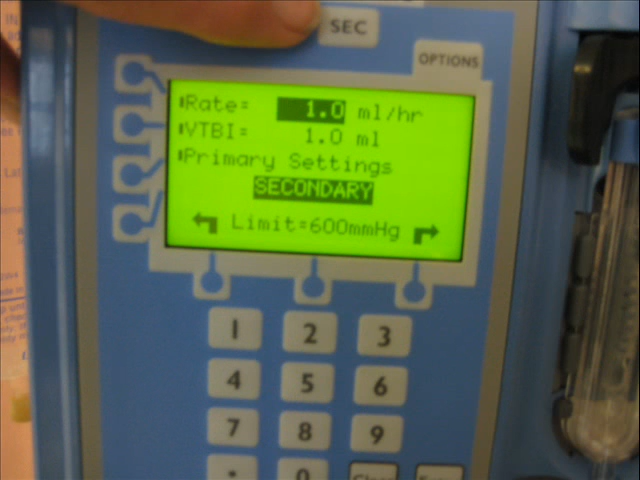 SEC
OPTIONS
Rate= 1.0 ml/hr
VTBI= 1.0 ml
Primary Settings
SECONDARY
Limit=600mmHg
1 2 3
4 5 6
7 8 9
. 0